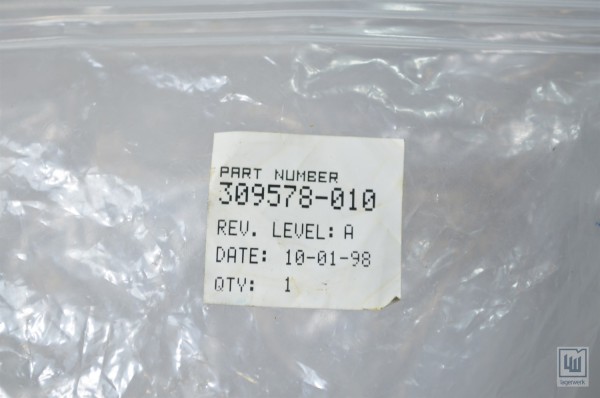 PART NUMBER
309578-010
REV. LEVEL: A
DATE: 10-01-98
QTY: 1
lagerwerk